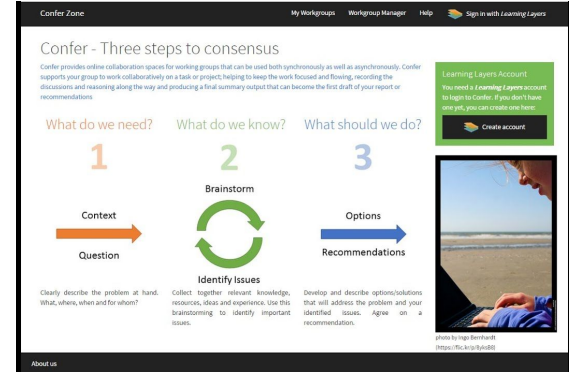 Confer Zone
My Workgroups Workgroup Manager Help Sign in with Learning Layers
Confer - Three steps to consensus
Confer provides online collaboration spaces for working groups that can be used both synchronously as well as asynchronously. Confer
supports your group to work collaboratively on a task or project; helping to keep the work focused and flowing, recording the
discussions and reasoning along the way and producing a final summary output that can become the first draft of your report or
recommendations
What do we need?
1
Context
Question
Clearly describe the problem at hand.
What, where, when and for whom?
What do we know?
2
Brainstorm
Identify Issues
Collect together relevant knowledge,
resources, ideas and experience. Use this
brainstorming to identify important
issues.
What should we do?
3
Options
Recommendations
Develop and describe options/solutions
that will address the problem and your
identified issues. Agree on a
recommendation.
Learning Layers Account
You need a Learning Layers account
to login to Confer. If you don't have
one yet, you can create one here:
Create account
photo by Ingo Bernhardt
About us